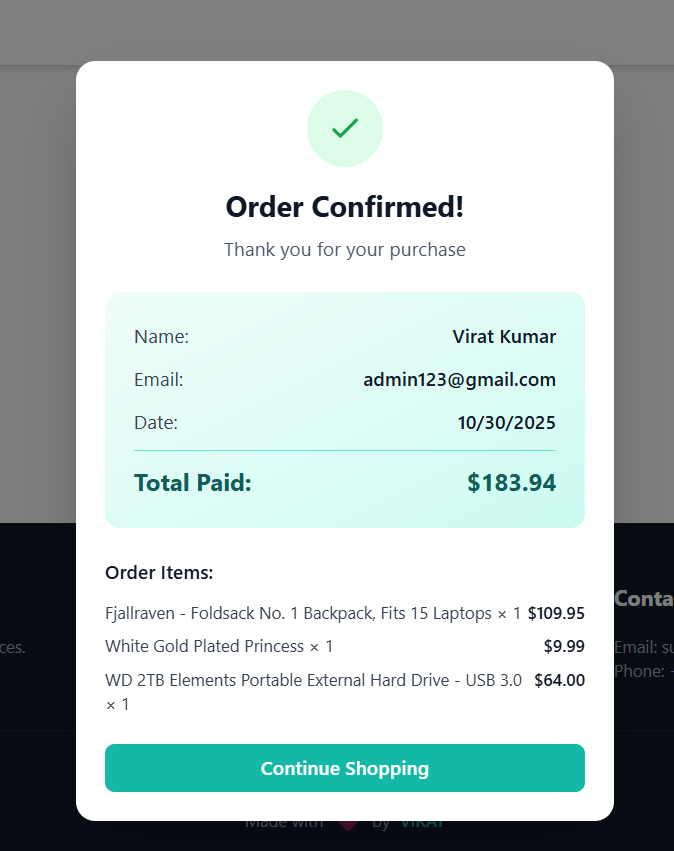 Order Confirmed!
Thank you for your purchase
Name: Virat Kumar
Email: admin123@gmail.com
Date: 10/30/2025
Total Paid: $183.94
Order Items:
Fjallraven - Foldsack No. 1 Backpack, Fits 15 Laptops × 1 $109.95
White Gold Plated Princess × 1 $9.99
WD 2TB Elements Portable External Hard Drive - USB 3.0 $64.00
× 1
Continue Shopping
Conta
ces.
Email: su
Phone:
Made with by VIRAT